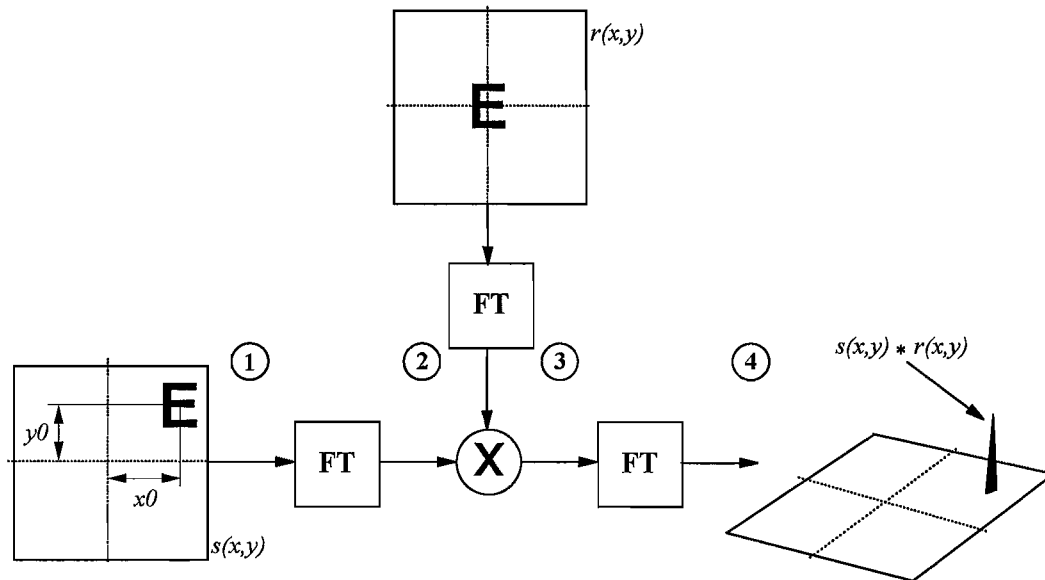 r(x,y)
E
FT
1
2
3
4
s(x,y) * r(x,y)
E
y0
x0
FT
X
FT
s(x,y)